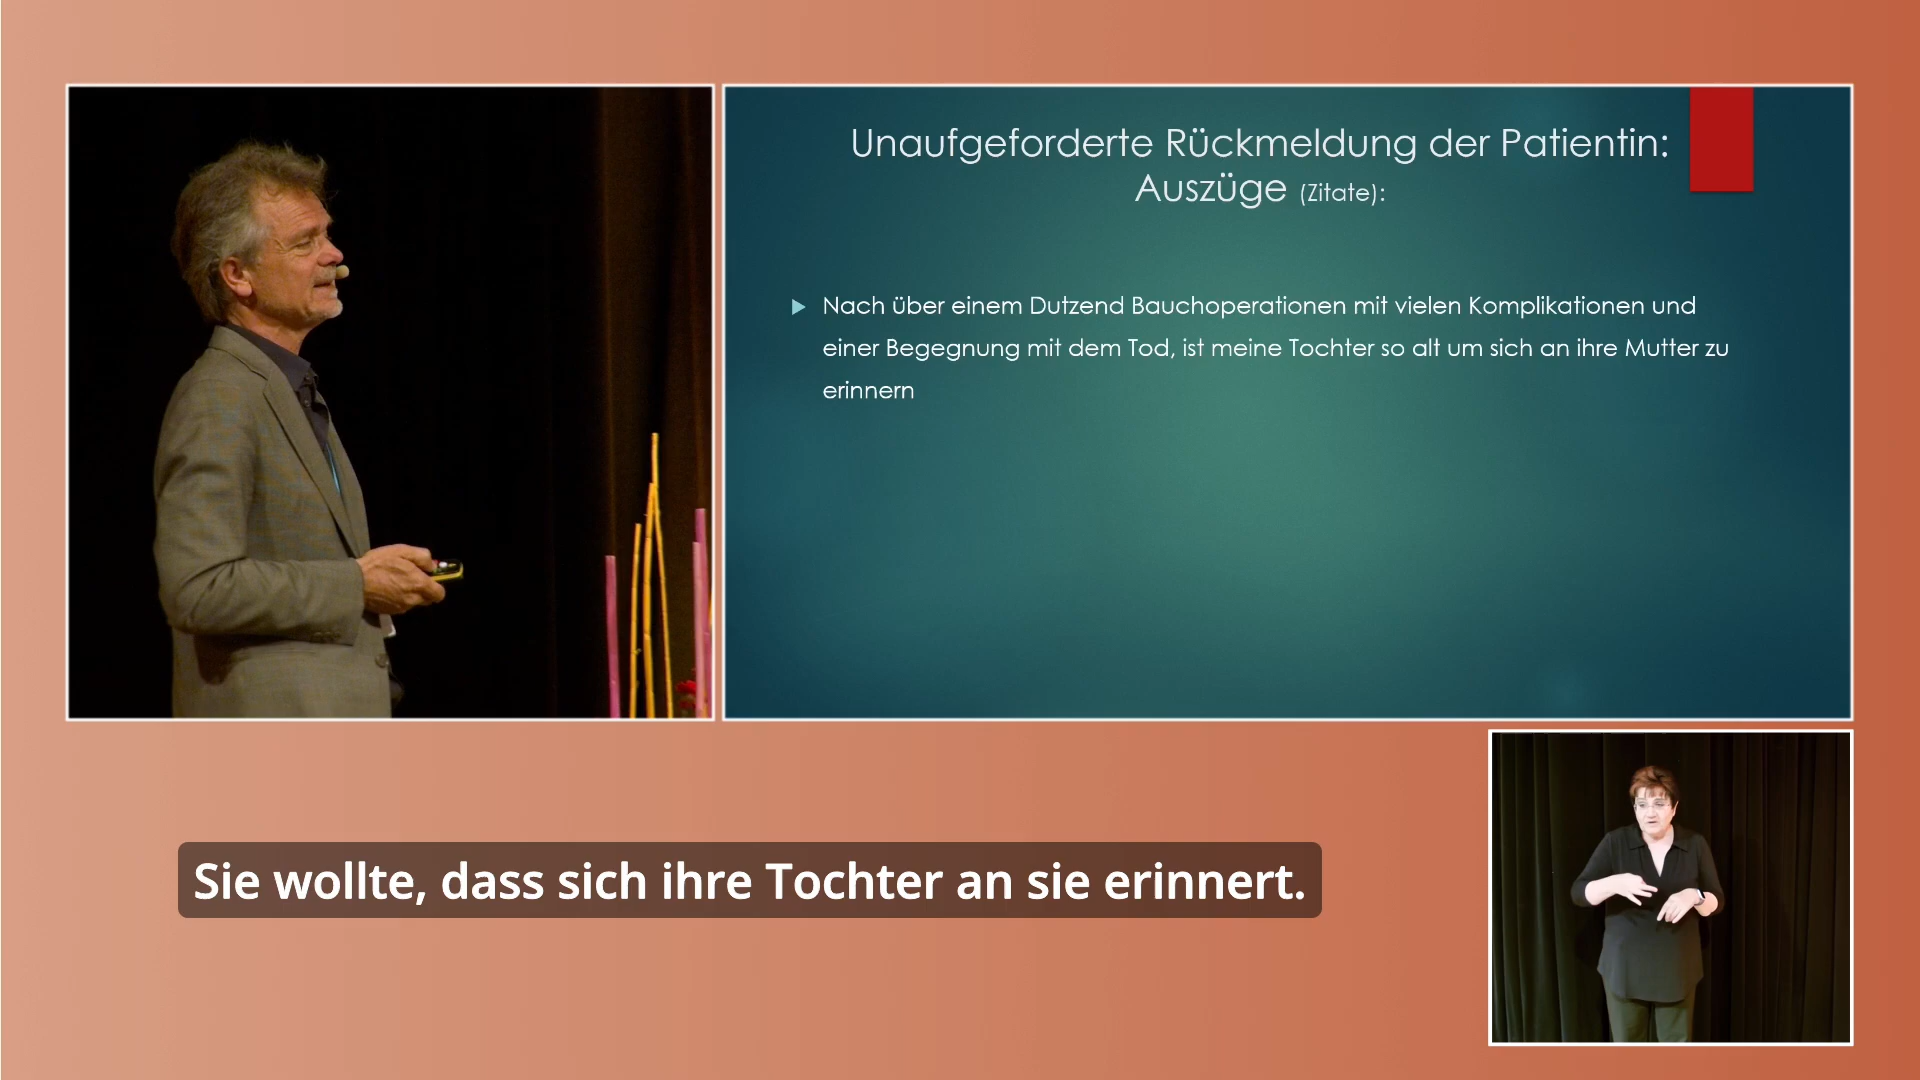 Unaufgeforderte Rückmeldung der Patientin:
Auszüge (Zitate):
Nach über einem Dutzend Bauchoperationen mit vielen Komplikationen und
einer Begegnung mit dem Tod, ist meine Tochter so alt um sich an ihre Mutter zu
erinnern
Sie wollte, dass sich ihre Tochter an sie erinnert.